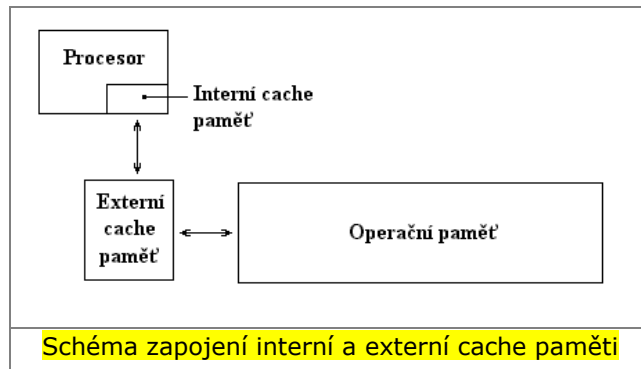 Procesor
Interní cache
paměť
Externí
cache
paměť
Operační paměť
Schéma zapojení interní a externí cache paměti